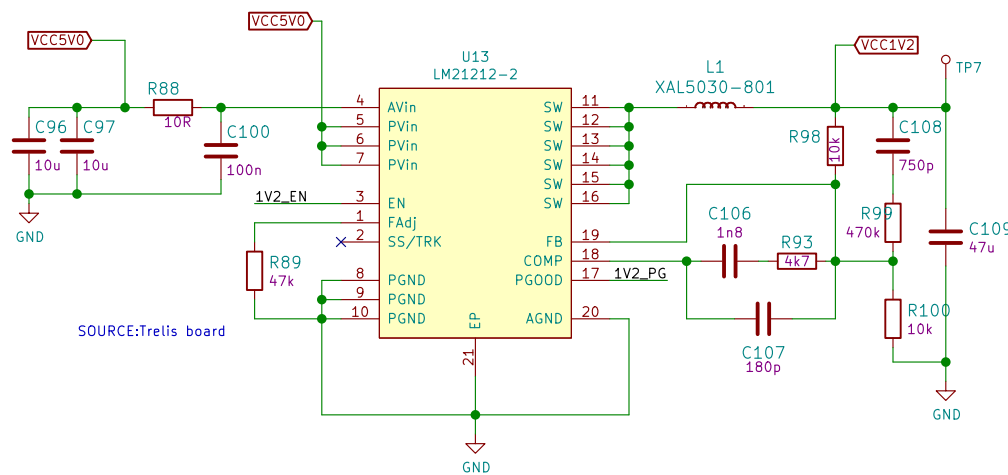 VCC5V0
VCC5V0
U13
LM21212-2
VCC1V2
L1
XAL5030-801
TP7
R88
10R
C96
10u
C97
10u
C100
100n
4 AVin SW 11
5 PVin SW 12
6 PVin SW 13
7 PVin SW 14
SW 15
3 EN SW 16
1 FAdj
2 SS/TRK FB 19
COMP 18
8 PGND PGOOD 17
9 PGND
10 PGND AGND 20
EP
21
R98
10k
C108
750p
1V2_EN
GND
C106
1n8
R93
4k7
R99
470k
C109
47u
R89
47k
1V2_PG
SOURCE:Trelis board
C107
180p
R100
10k
GND
GND